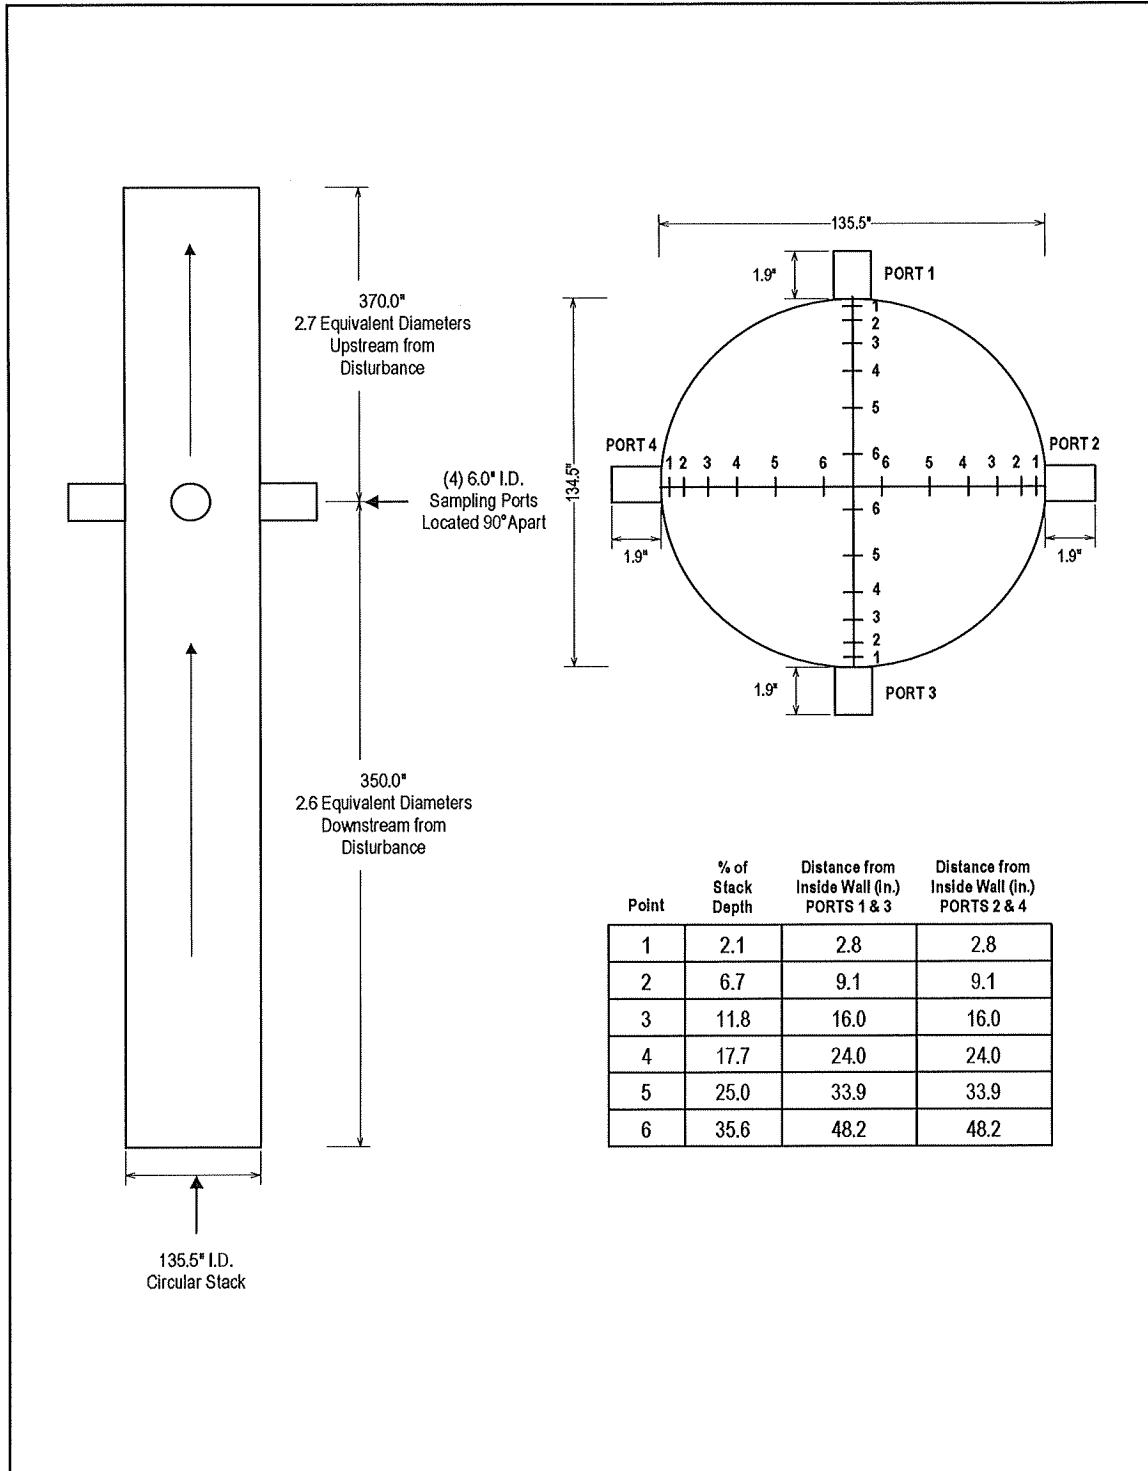 370.0"
2.7 Equivalent Diameters
Upstream from
Disturbance
(4) 6.0" I.D.
Sampling Ports
Located 90°Apart
350.0"
2.6 Equivalent Diameters
Downstream from
Disturbance
135.5" I.D.
Circular Stack
135.5"
1.9"
PORT 1
1
2
3
4
5
6
134.5"
PORT 4
1 2 3 4 5 6
6 5 4 3 2 1
PORT 2
1.9"
1.9"
6
5
4
3
2
1
1.9"
PORT 3
% of Distance from Distance from
Stack Inside Wall (in.) Inside Wall (in.)
Point Depth PORTS 1 & 3 PORTS 2 & 4
1 2.1 2.8 2.8
2 6.7 9.1 9.1
3 11.8 16.0 16.0
4 17.7 24.0 24.0
5 25.0 33.9 33.9
6 35.6 48.2 48.2